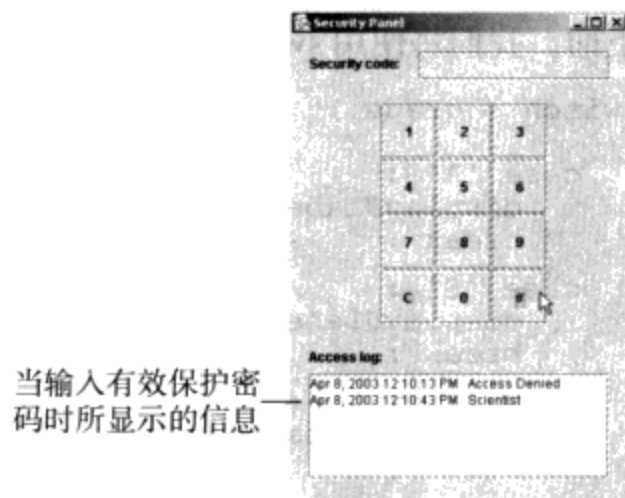 Security Panel
Security code:
1 2 3
4 5 6
7 8 9
C 0 #
Access log:
Apr 8, 2003 12:10:13 PM Access Denied
Apr 8, 2003 12:10:43 PM Scientist
当输入有效保护密
码时所显示的信息